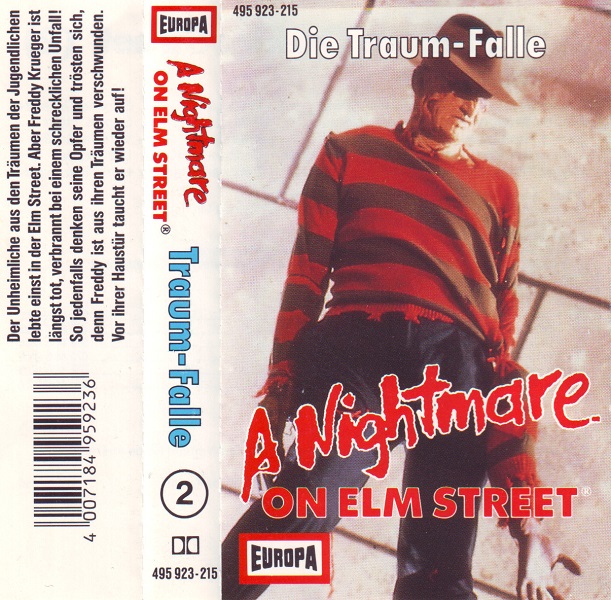 Der Unheimliche aus den Träumen der Jugendlichen
lebte einst in der Elm Street. Aber Freddy Krueger ist
längst tot, verbrannt bei einem schrecklichen Unfall!
So jedenfalls denken seine Opfer und trösten sich,
denn Freddy ist aus ihren Träumen verschwunden.
Vor ihrer Haustür taucht er wieder auf!
4 007184 959236
EUROPA
A Nightmare
ON ELM STREET®
Traum-Falle
2
495 923-215
495 923-215
Die Traum-Falle
A Nightmare™
ON ELM STREET®
EUROPA